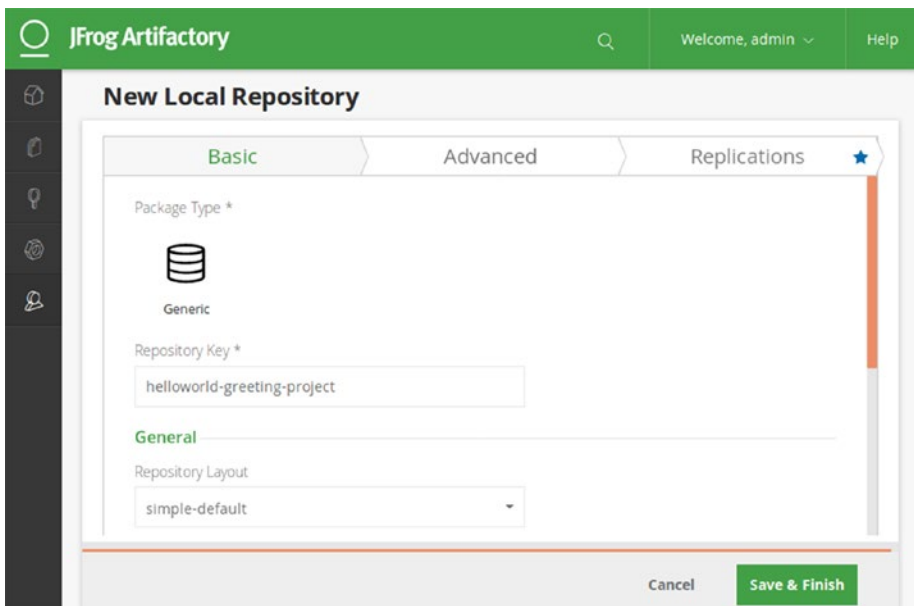 JFrog Artifactory
Welcome, admin
Help
New Local Repository
Basic
Advanced
Replications
Package Type *
Generic
Repository Key *
helloworld-greeting-project
General
Repository Layout
simple-default
Cancel
Save & Finish